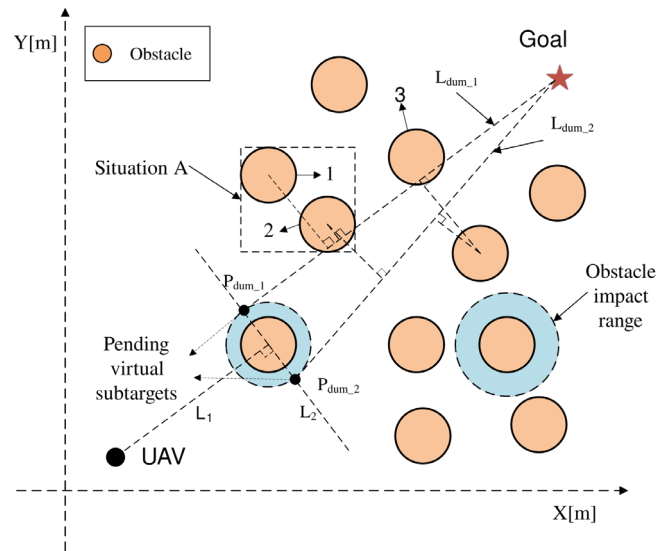 Y[m]
Obstacle
Goal
L_dum_1
3
L_dum_2
Situation A
1
2
Obstacle
impact
range
P_dum_1
Pending
virtual
subtargets
P_dum_2
L_1
L_2
UAV
X[m]